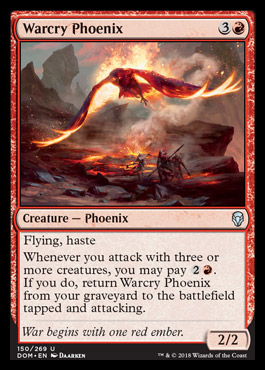 Warcry Phoenix 3
Creature — Phoenix
Flying, haste
Whenever you attack with three or
more creatures, you may pay 2 .
If you do, return Warcry Phoenix
from your graveyard to the battlefield
tapped and attacking.
War begins with one red ember.
2/2
150/269 U
DOM • EN DAARKEN
™ & © 2018 Wizards of the Coast